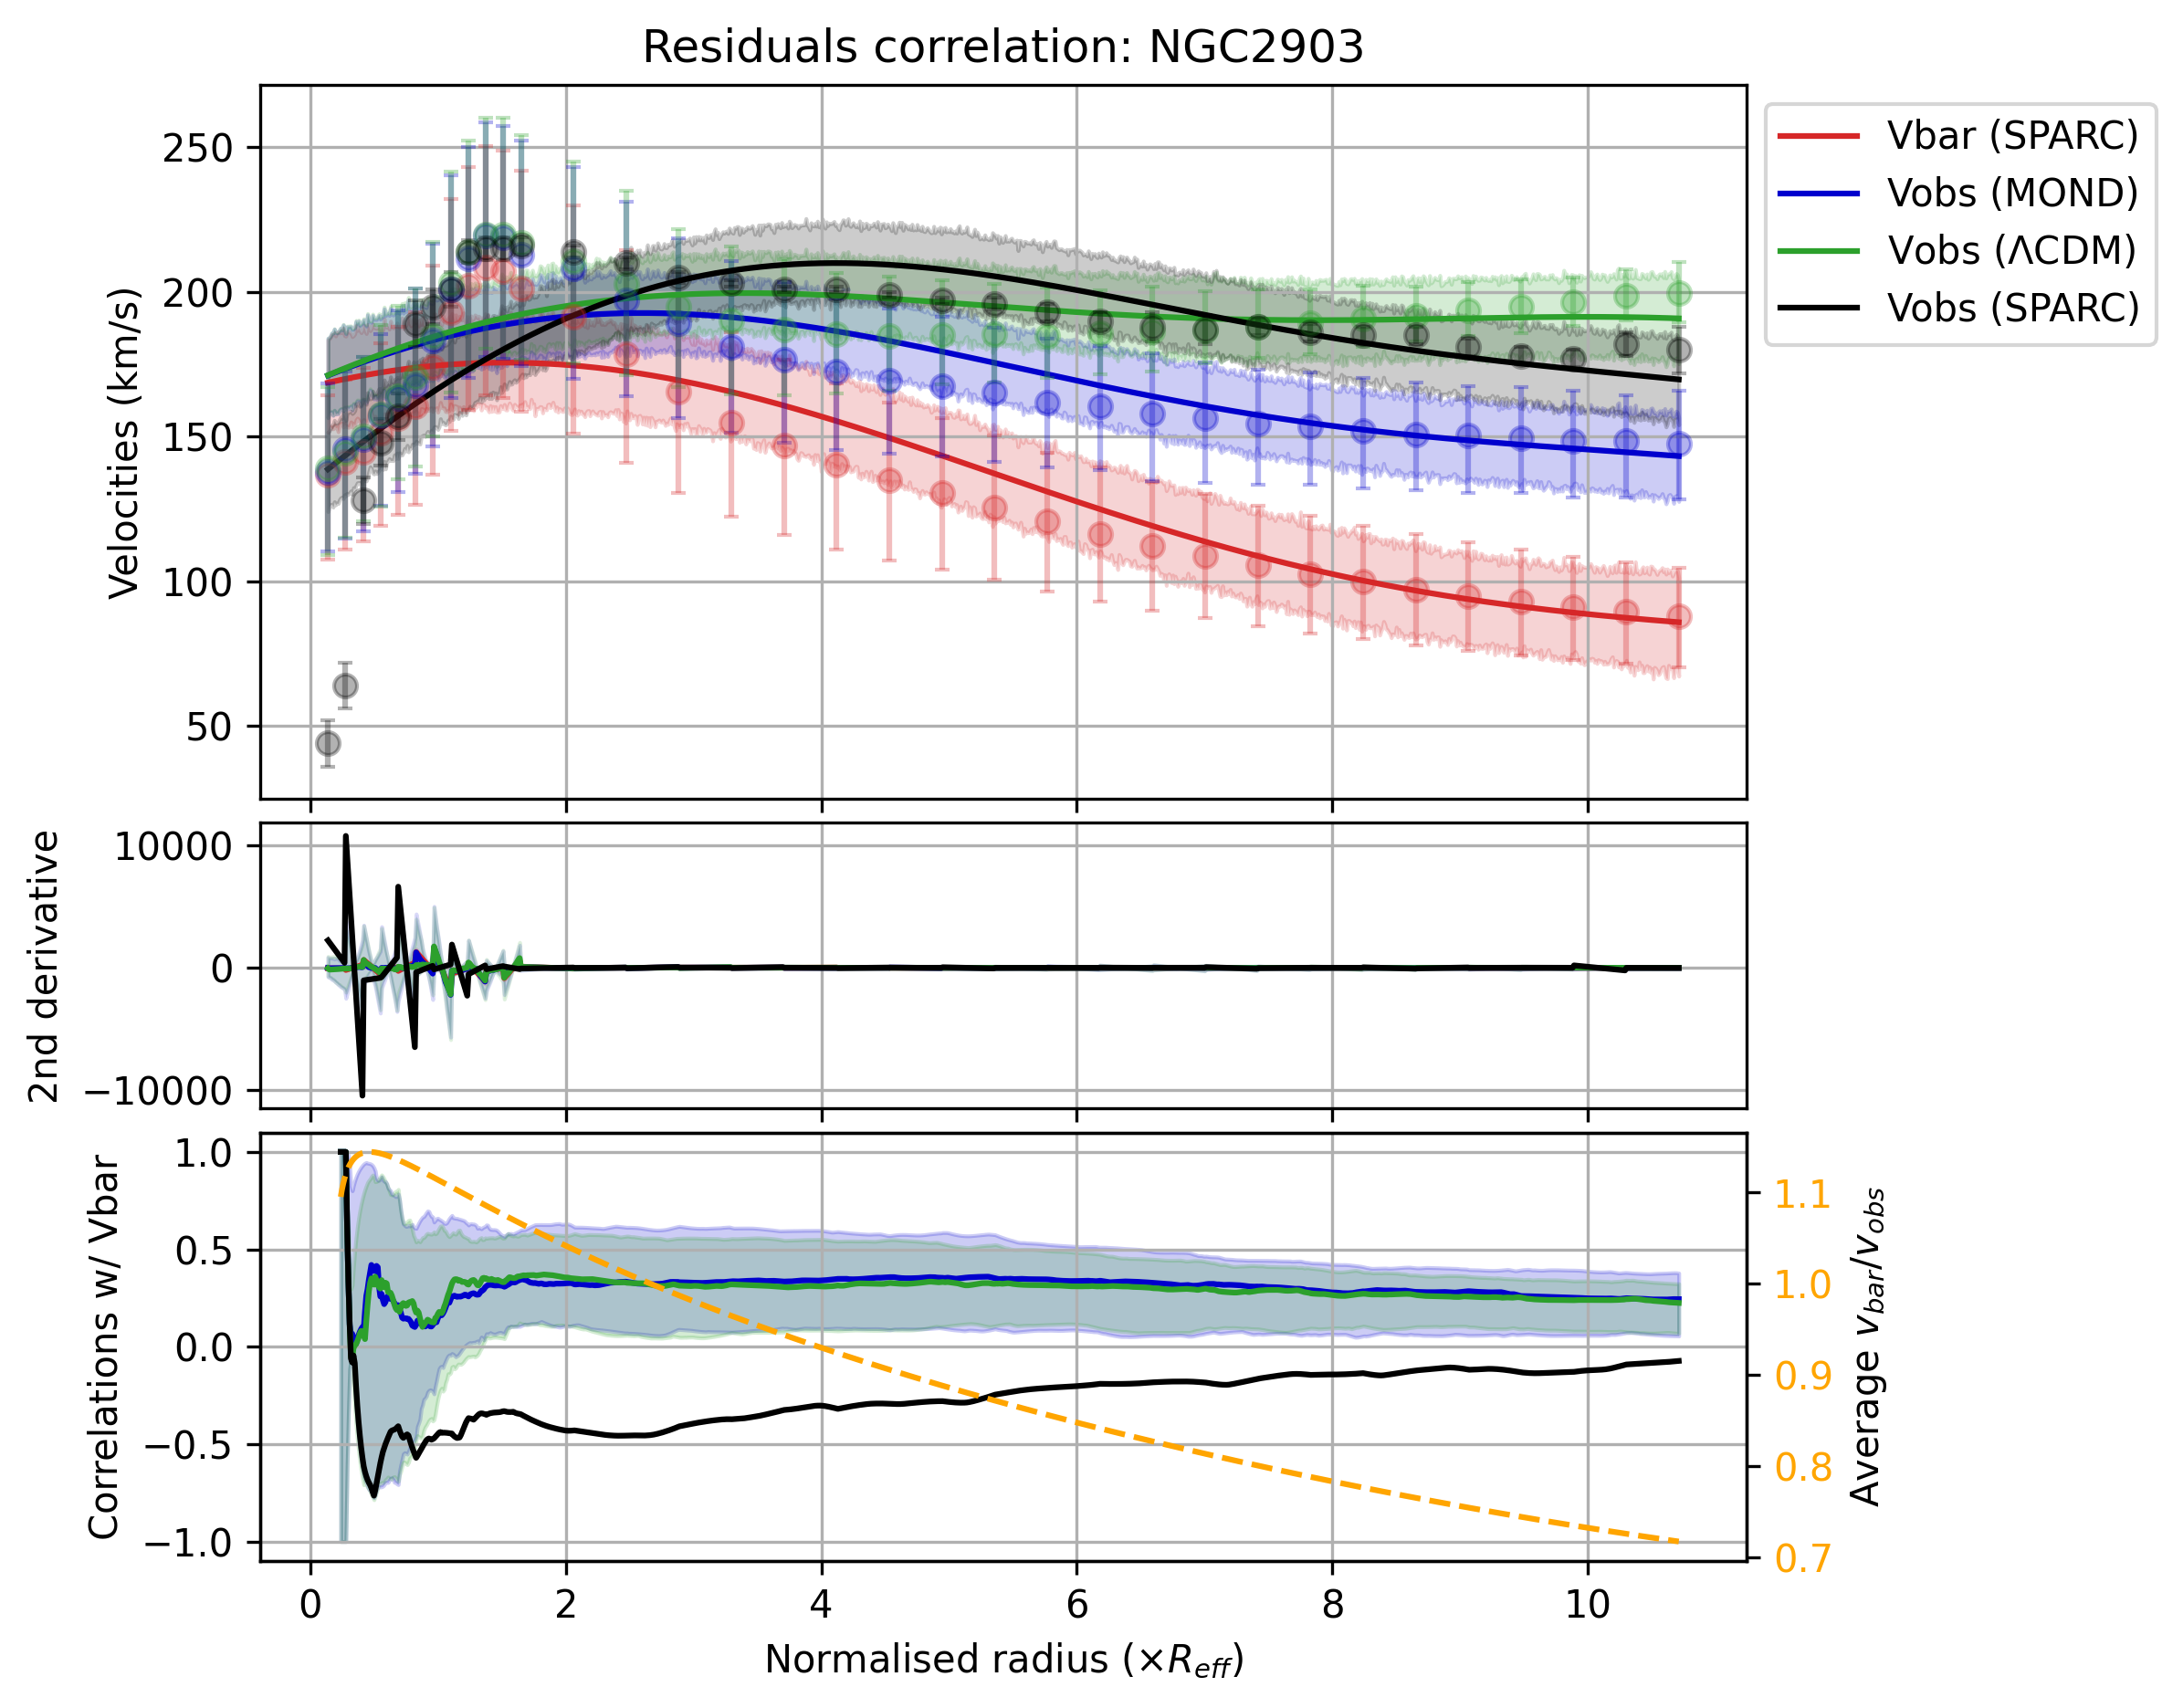 Residuals correlation: NGC2903
250
200
150
100
50
Velocities (km/s)
Vbar (SPARC)
Vobs (MOND)
Vobs (ΛCDM)
Vobs (SPARC)
10000
0
−10000
2nd derivative
1.0
0.5
0.0
−0.5
−1.0
Correlations w/ Vbar
1.1
1.0
0.9
0.8
0.7
Average v_bar/v_obs
0 2 4 6 8 10
Normalised radius (×R_eff)